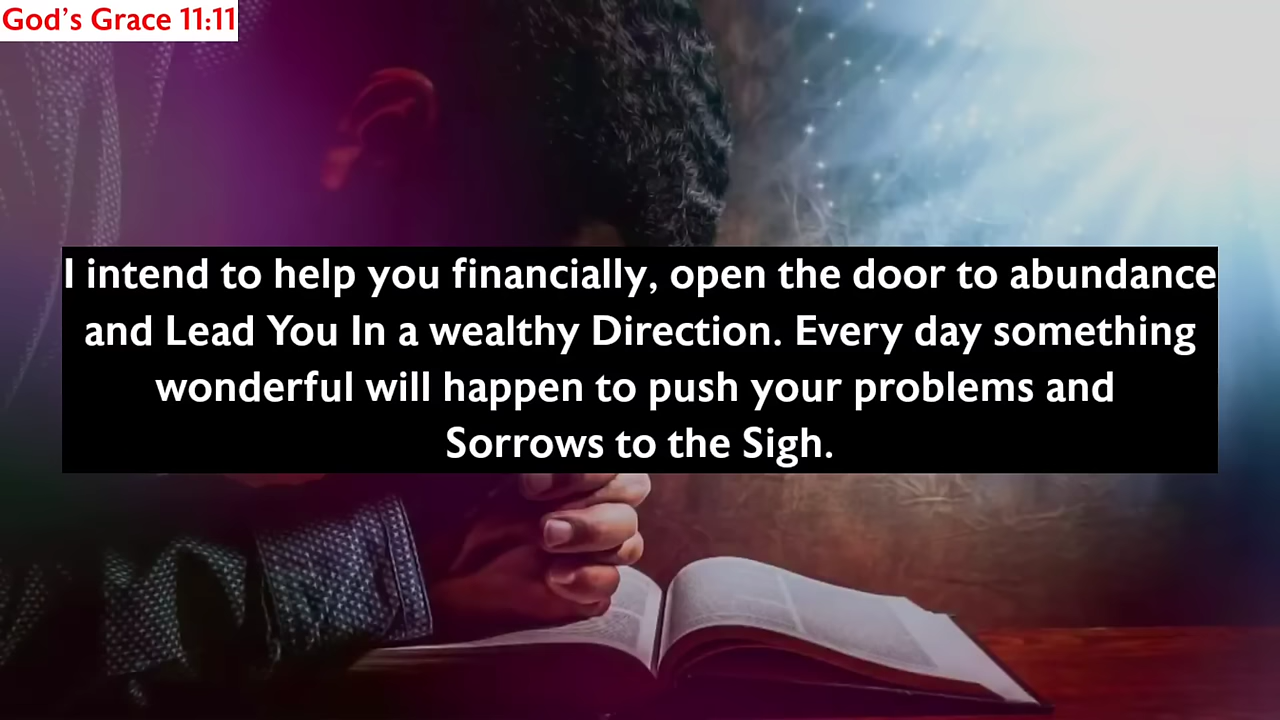 God's Grace 11:11
I intend to help you financially, open the door to abundance
and Lead You In a wealthy Direction. Every day something
wonderful will happen to push your problems and
Sorrows to the Sigh.